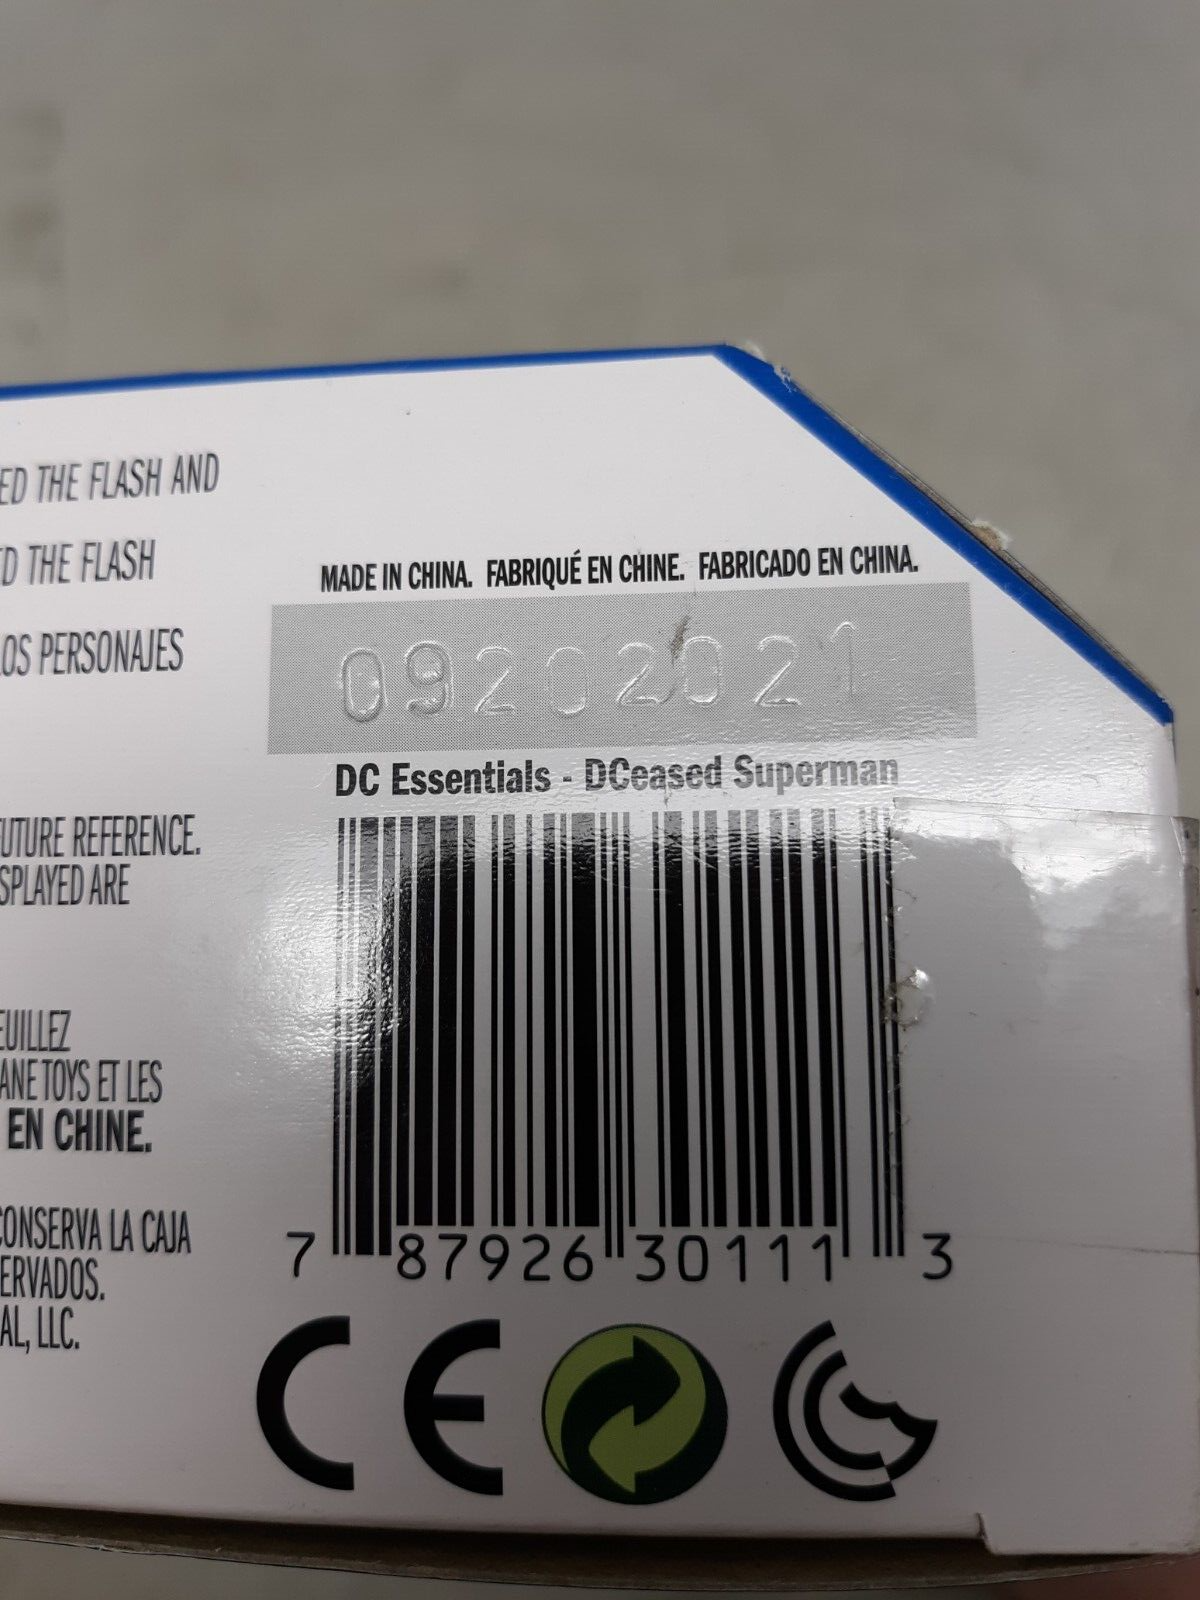 ED THE FLASH AND
ED THE FLASH
LOS PERSONAJES
FUTURE REFERENCE.
SPLAYED ARE
EUILLEZ
ANE TOYS ET LES
EN CHINE.
CONSERVA LA CAJA
ERVADOS.
AL, LLC.
MADE IN CHINA. FABRIQUÉ EN CHINE. FABRICADO EN CHINA.
09202021
DC Essentials - DCeased Superman
7 87926 30111 3
CE